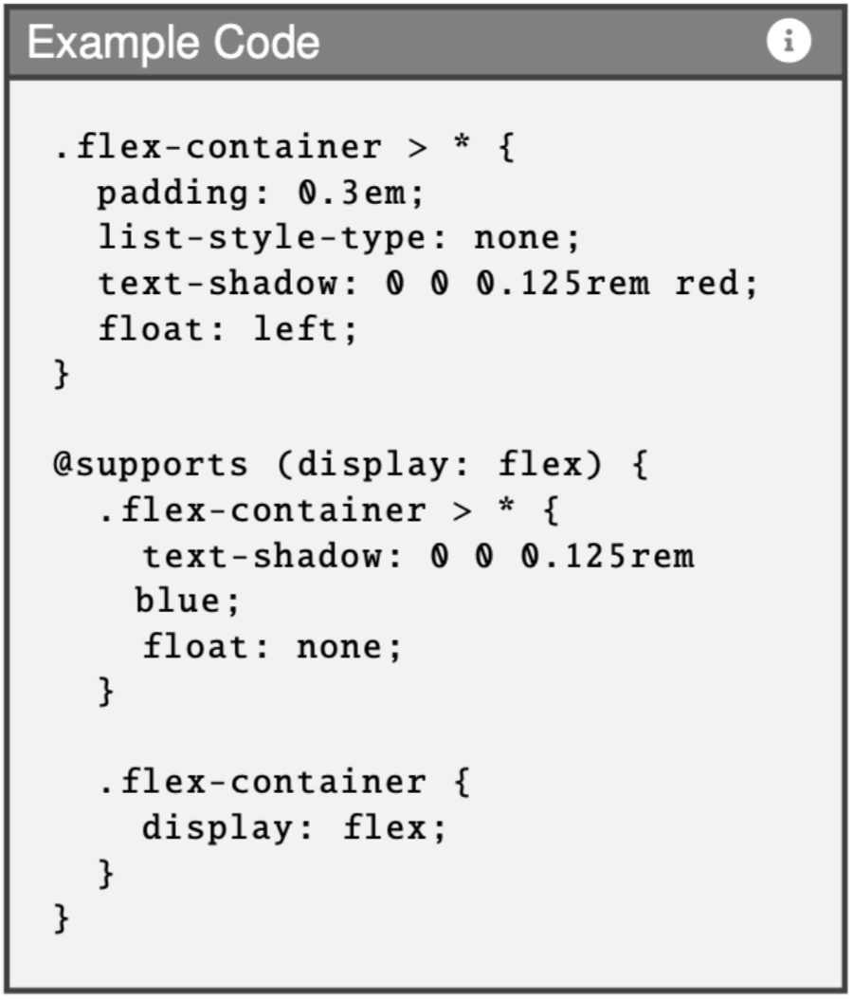 Example Code
.flex-container > * {
  padding: 0.3em;
  list-style-type: none;
  text-shadow: 0 0 0.125rem red;
  float: left;
}

@supports (display: flex) {
  .flex-container > * {
    text-shadow: 0 0 0.125rem
    blue;
    float: none;
  }

  .flex-container {
    display: flex;
  }
}